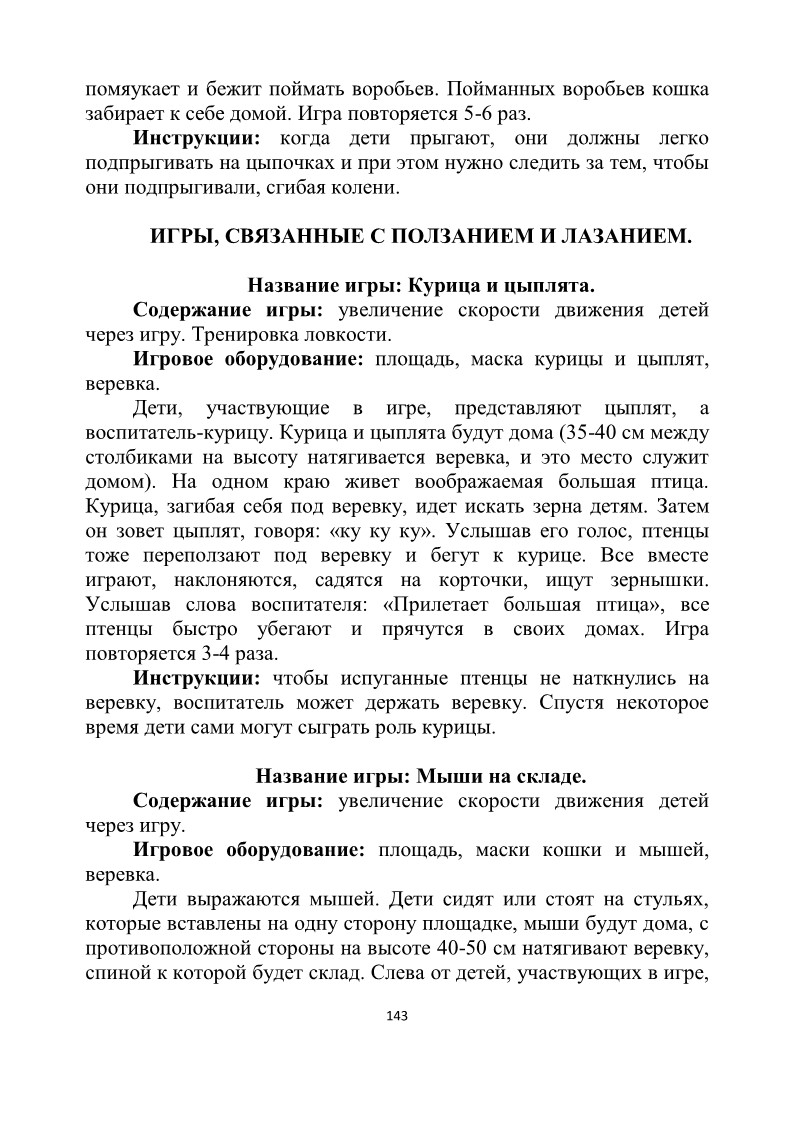 помяукает и бежит поймать воробьев. Пойманных воробьев кошка
забирает к себе домой. Игра повторяется 5-6 раз.
Инструкции: когда дети прыгают, они должны легко
подпрыгивать на цыпочках и при этом нужно следить за тем, чтобы
они подпрыгивали, сгибая колени.
ИГРЫ, СВЯЗАННЫЕ С ПОЛЗАНИЕМ И ЛАЗАНИЕМ.
Название игры: Курица и цыплята.
Содержание игры: увеличение скорости движения детей
через игру. Тренировка ловкости.
Игровое оборудование: площадь, маска курицы и цыплят,
веревка.
Дети, участвующие в игре, представляют цыплят, а
воспитатель-курицу. Курица и цыплята будут дома (35-40 см между
столбиками на высоту натягивается веревка, и это место служит
домом). На одном краю живет воображаемая большая птица.
Курица, загибая себя под веревку, идет искать зерна детям. Затем
он зовет цыплят, говоря: «ку ку ку». Услышав его голос, птенцы
тоже переползают под веревку и бегут к курице. Все вместе
играют, наклоняются, садятся на корточки, ищут зернышки.
Услышав слова воспитателя: «Прилетает большая птица», все
птенцы быстро убегают и прячутся в своих домах. Игра
повторяется 3-4 раза.
Инструкции: чтобы испуганные птенцы не наткнулись на
веревку, воспитатель может держать веревку. Спустя некоторое
время дети сами могут сыграть роль курицы.
Название игры: Мыши на складе.
Содержание игры: увеличение скорости движения детей
через игру.
Игровое оборудование: площадь, маски кошки и мышей,
веревка.
Дети выражаются мышей. Дети сидят или стоят на стульях,
которые вставлены на одну сторону площадке, мыши будут дома, с
противоположной стороны на высоте 40-50 см натягивают веревку,
спиной к которой будет склад. Слева от детей, участвующих в игре,
143